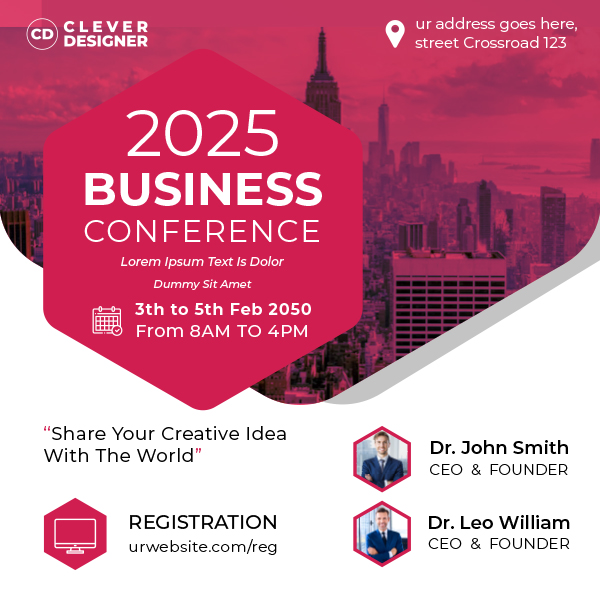 CD
CLEVER
DESIGNER
ur address goes here,
street Crossroad 123
2025
BUSINESS
CONFERENCE
Lorem Ipsum Text Is Dolor
Dummy Sit Amet
3th to 5th Feb 2050
From 8AM TO 4PM
“Share Your Creative Idea
With The World”
Dr. John Smith
CEO & FOUNDER
REGISTRATION
urwebsite.com/reg
Dr. Leo William
CEO & FOUNDER